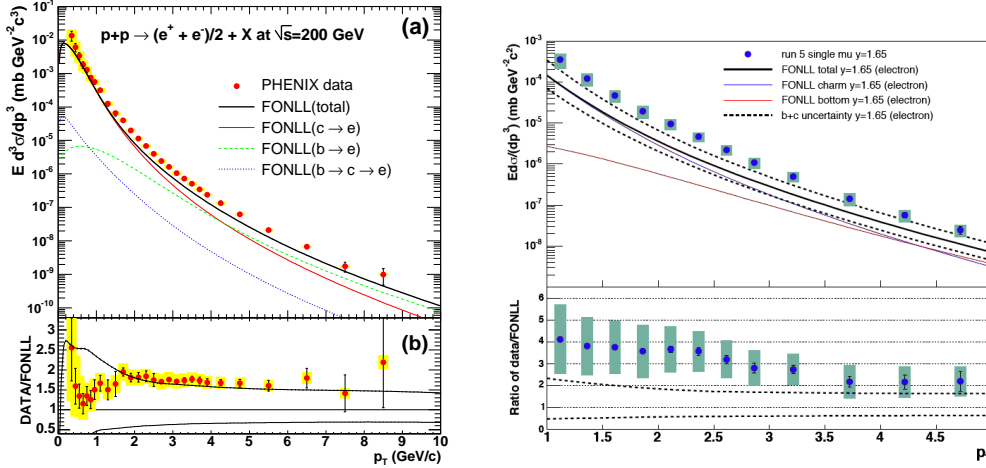 (a)
p+p → (e⁺ + e⁻)/2 + X at √s=200 GeV
PHENIX data
FONLL(total)
FONLL(c → e)
FONLL(b → e)
FONLL(b → c → e)
E d³σ/dp³ (mb GeV⁻²c³)
10⁻¹
10⁻²
10⁻³
10⁻⁴
10⁻⁵
10⁻⁶
10⁻⁷
10⁻⁸
10⁻⁹
10⁻¹⁰
(b)
DATA/FONLL
3
2.5
2
1.5
1
0.5
0 1 2 3 4 5 6 7 8 9 10
p_T (GeV/c)
run 5 single mu y=1.65
FONLL total y=1.65 (electron)
FONLL charm y=1.65 (electron)
FONLL bottom y=1.65 (electron)
b+c uncertainty y=1.65 (electron)
Edσ/(dp³) (mb GeV⁻²c²)
10⁻³
10⁻⁴
10⁻⁵
10⁻⁶
10⁻⁷
10⁻⁸
Ratio of data/FONLL
6
5
4
3
2
1
0
1 1.5 2 2.5 3 3.5 4 4.5 5
p